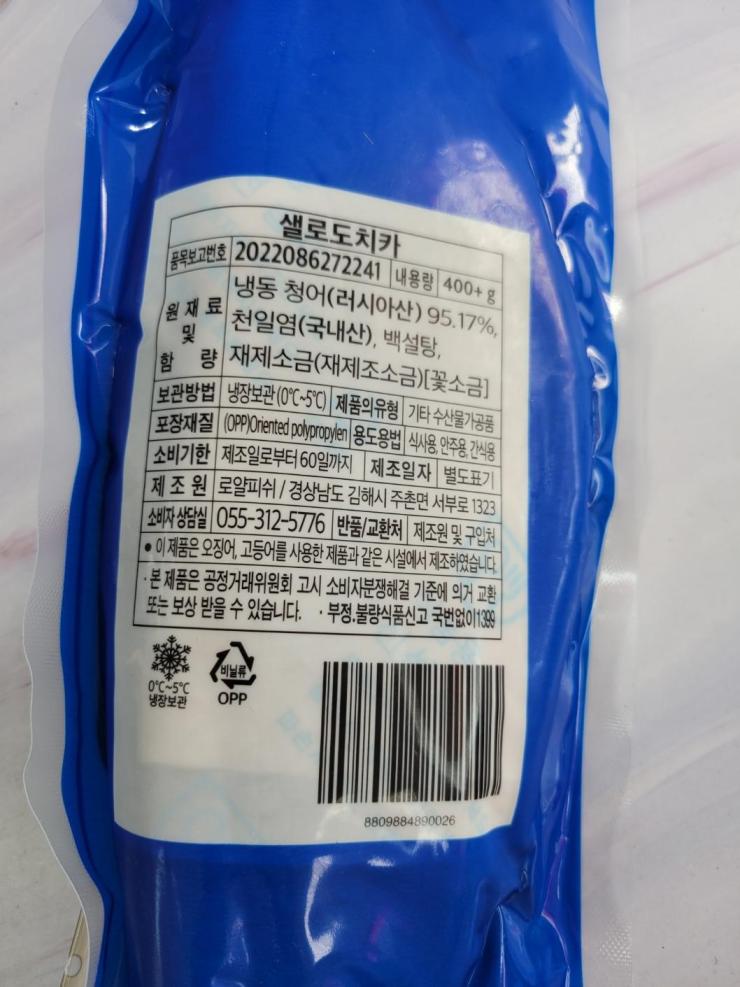 샐로도치카
품목보고번호 2022086272241 내용량 400+g
원재료 및 함량 냉동 청어(러시아산) 95.17%,
천일염(국내산), 백설탕,
재제소금(재제조소금)[꽃소금]
보관방법 냉장보관(0℃~5℃) 제품의유형 기타 수산물가공품
포장재질 (OPP)Oriented polypropylen 용도용법 식사용, 안주용, 간식용
소비기한 제조일로부터 60일까지 제조일자 별도표기
제조원 로얄피쉬 / 경상남도 김해시 주촌면 서부로 1323
소비자상담실 055-312-5776 반품/교환처 제조원 및 구입처
• 이 제품은 오징어, 고등어를 사용한 제품과 같은 시설에서 제조하였습니다.
· 본 제품은 공정거래위원회 고시 소비자분쟁해결 기준에 의거 교환
또는 보상 받을 수 있습니다. · 부정.불량식품신고 국번없이1399
0℃~5℃
냉장보관
비닐류
OPP
8809884890026